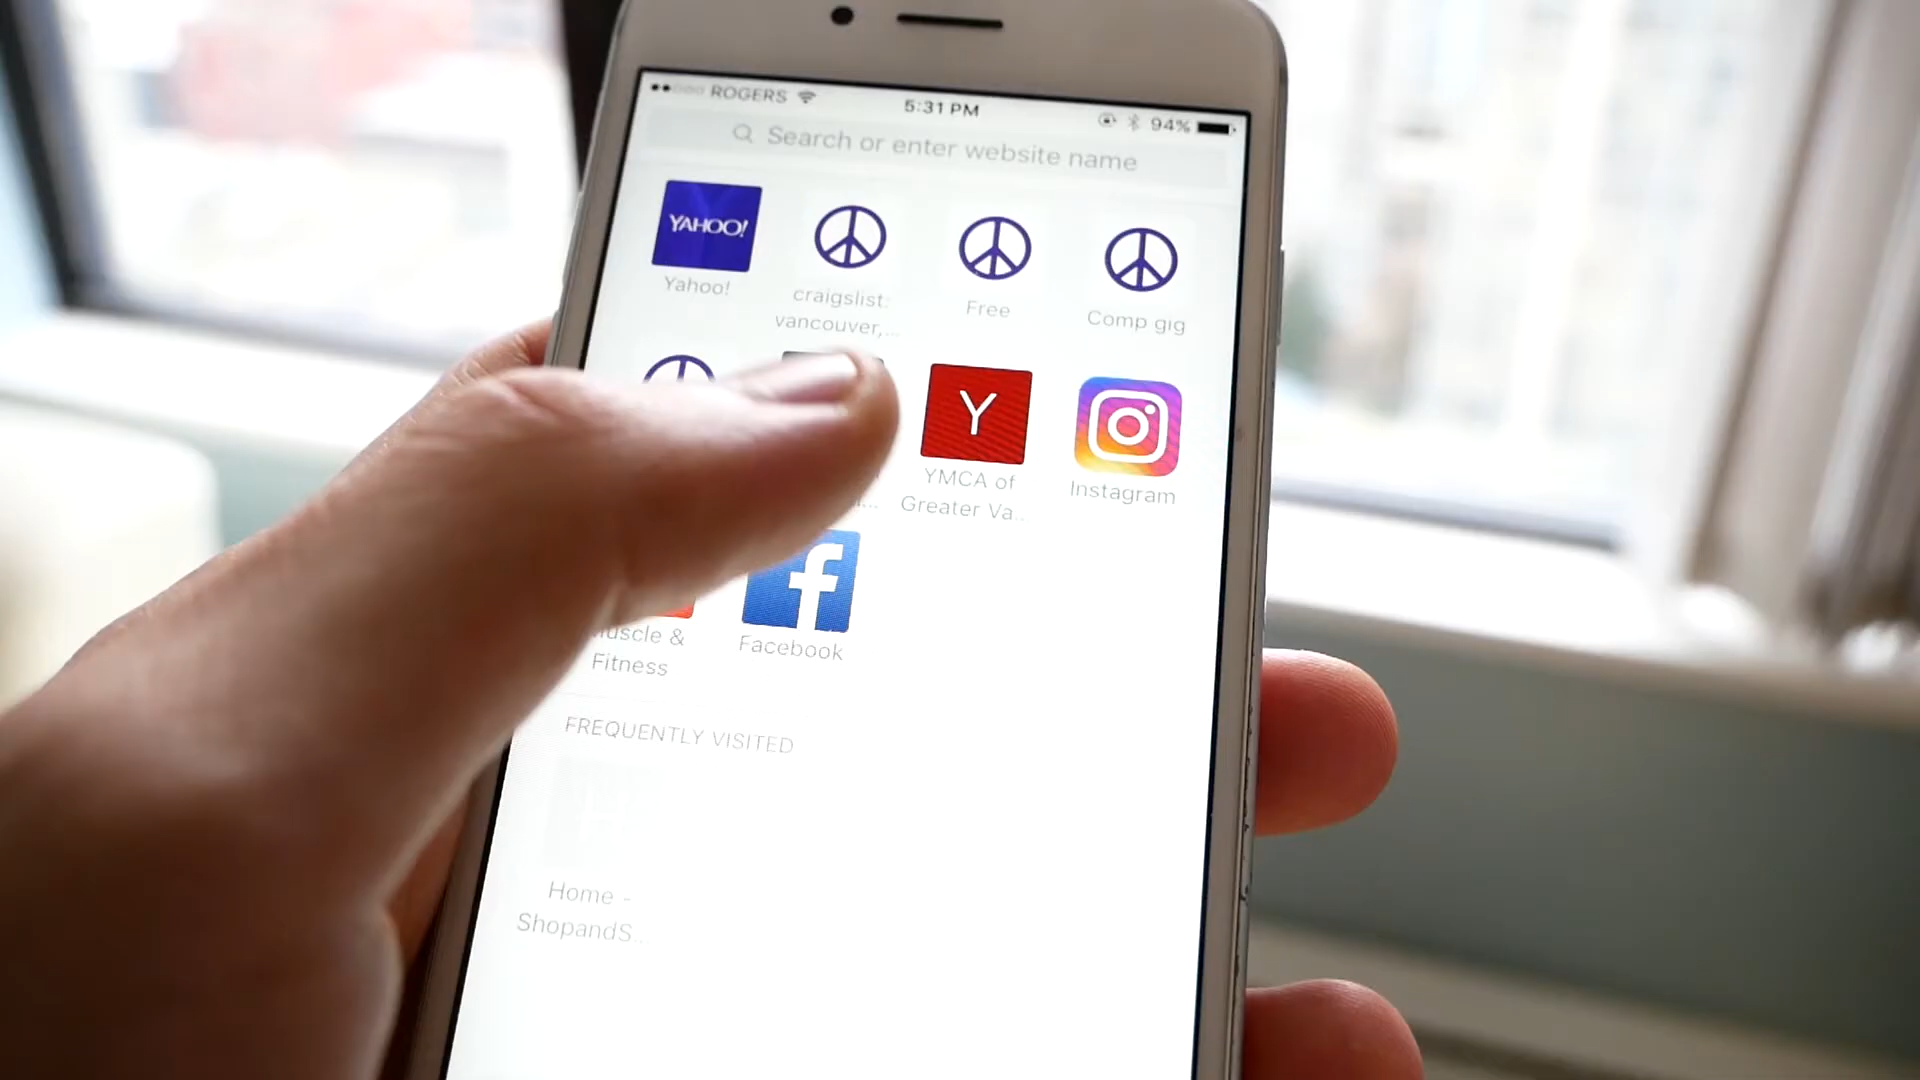 ROGERS 5:31 PM 94%
Search or enter website name
YAHOO!
Yahoo!
craigslist:
vancouver,...
Free
Comp gig
Y
YMCA of
Greater Va...
Instagram
f
Facebook
&
Fitness
FREQUENTLY VISITED
Home -
ShopandS...